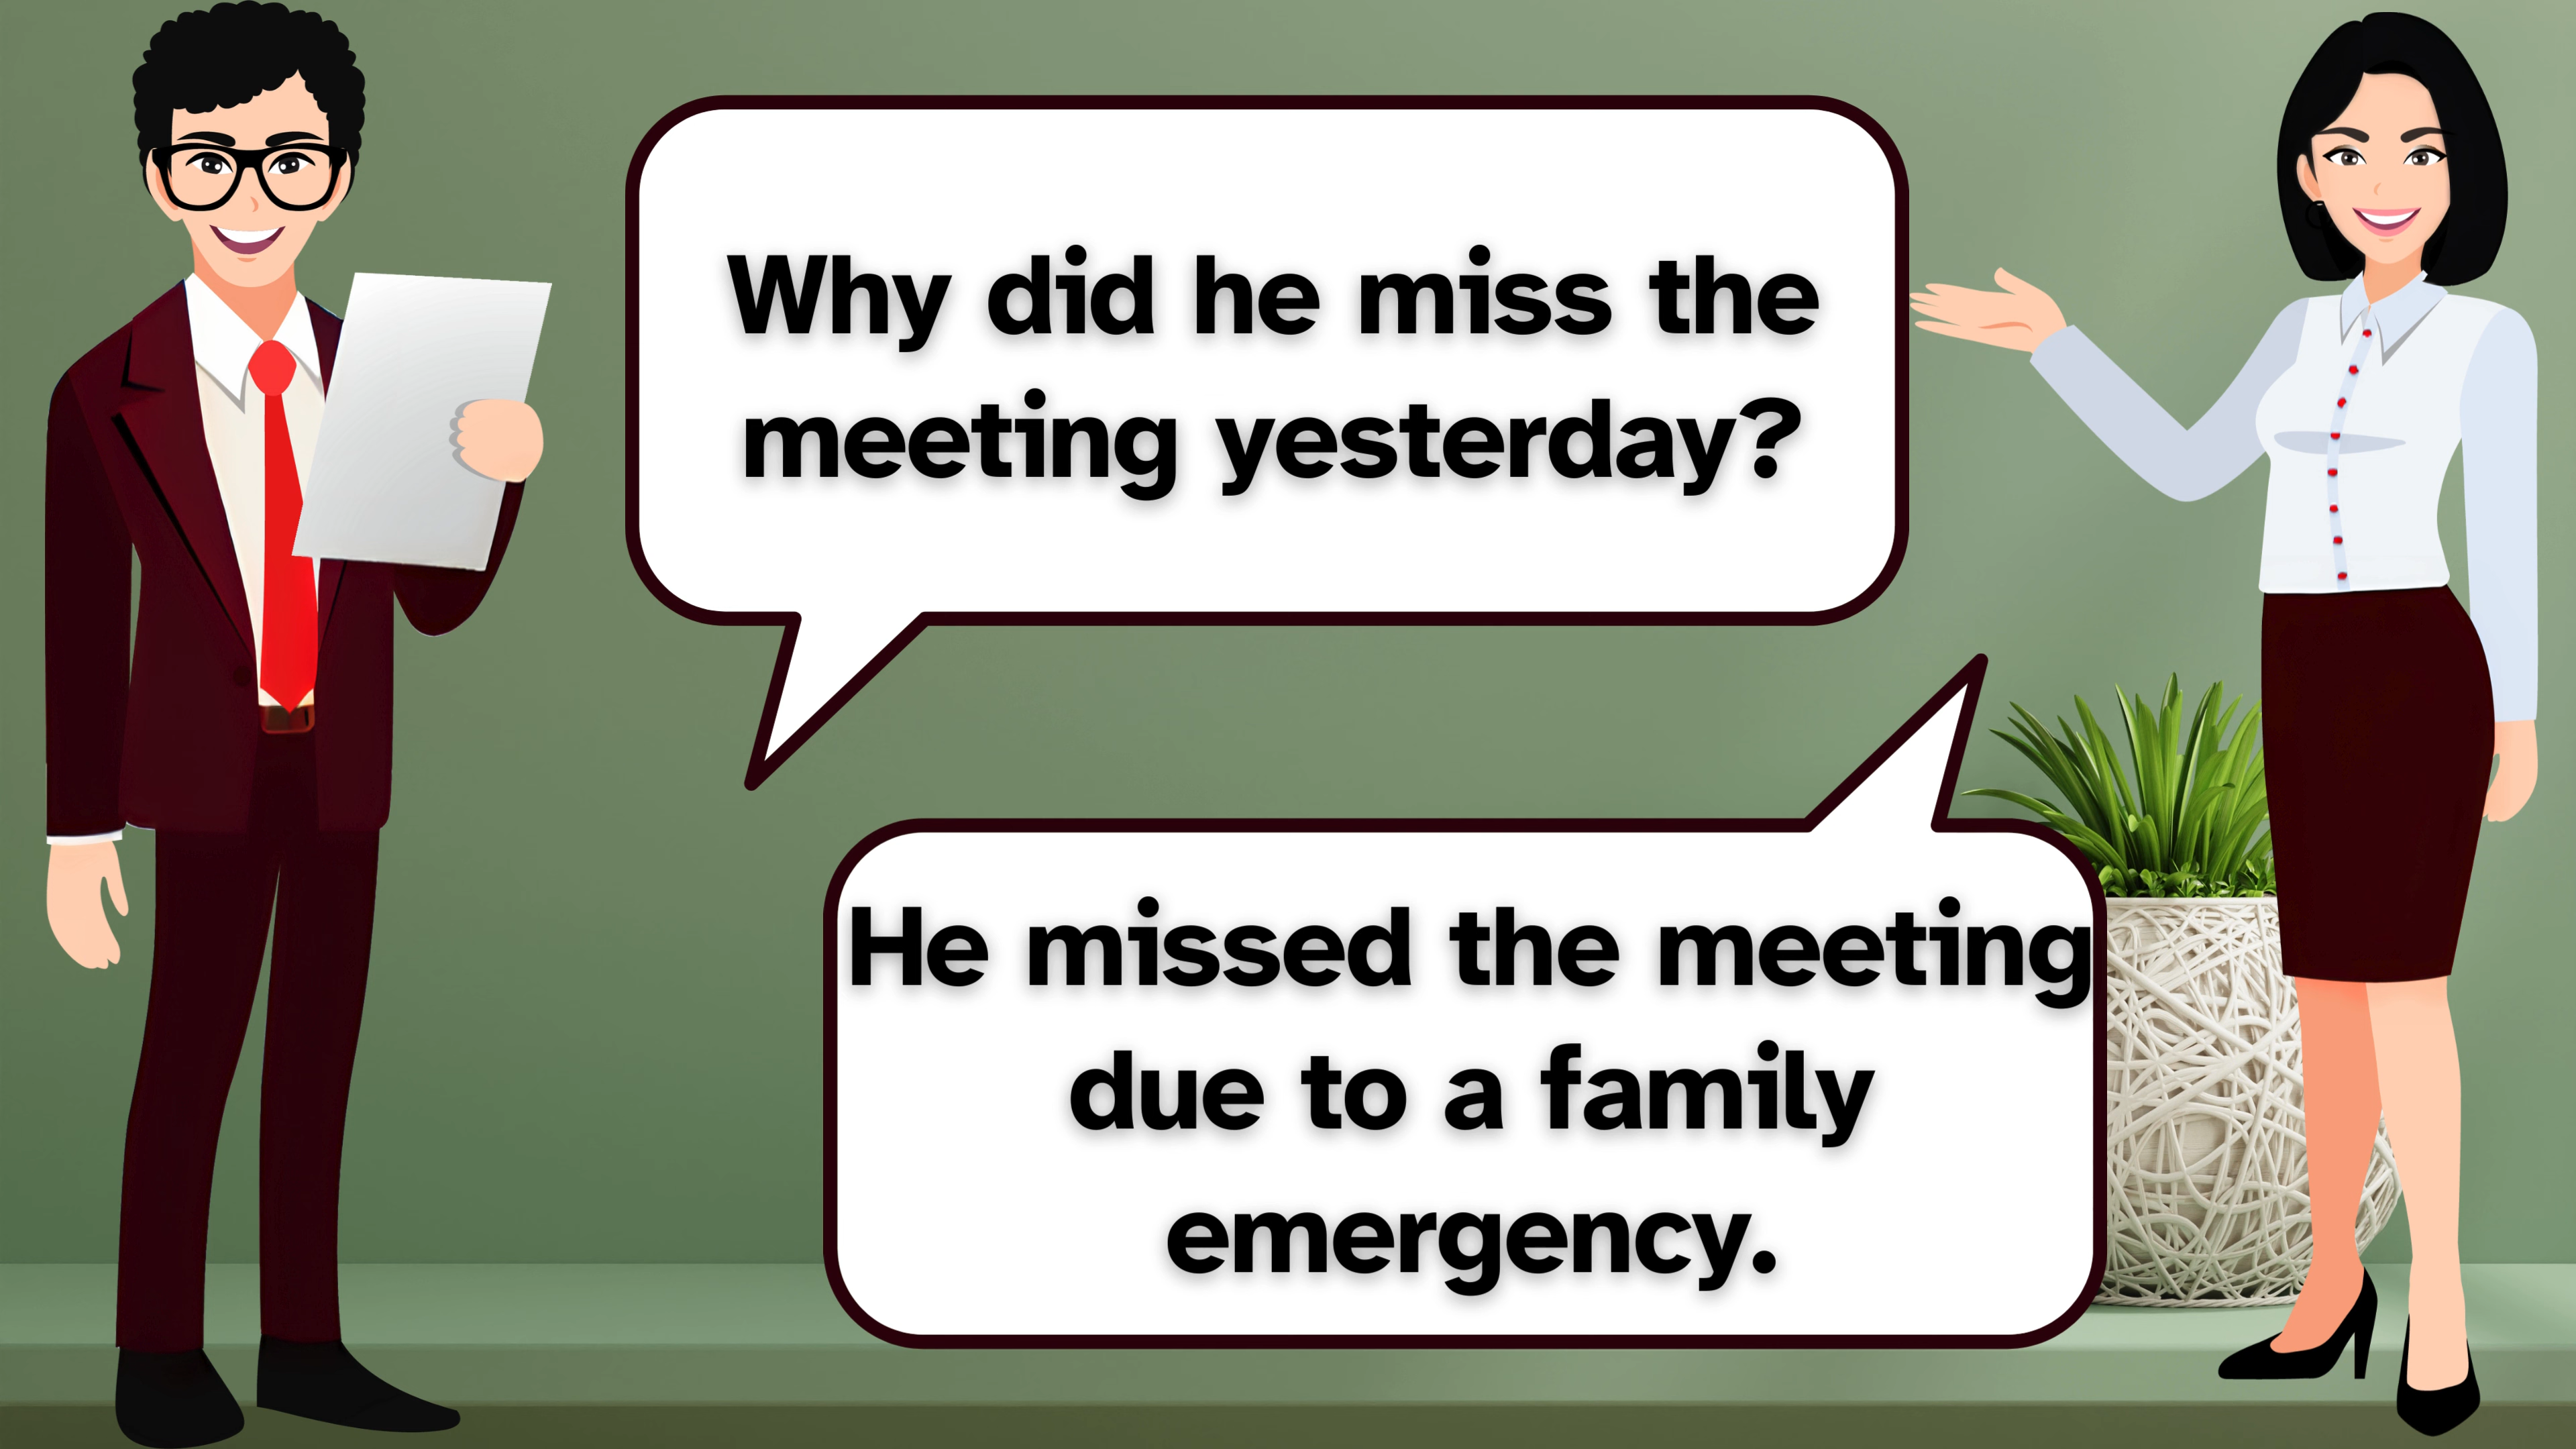 Why did he miss the
meeting yesterday?
He missed the meeting
due to a family
emergency.